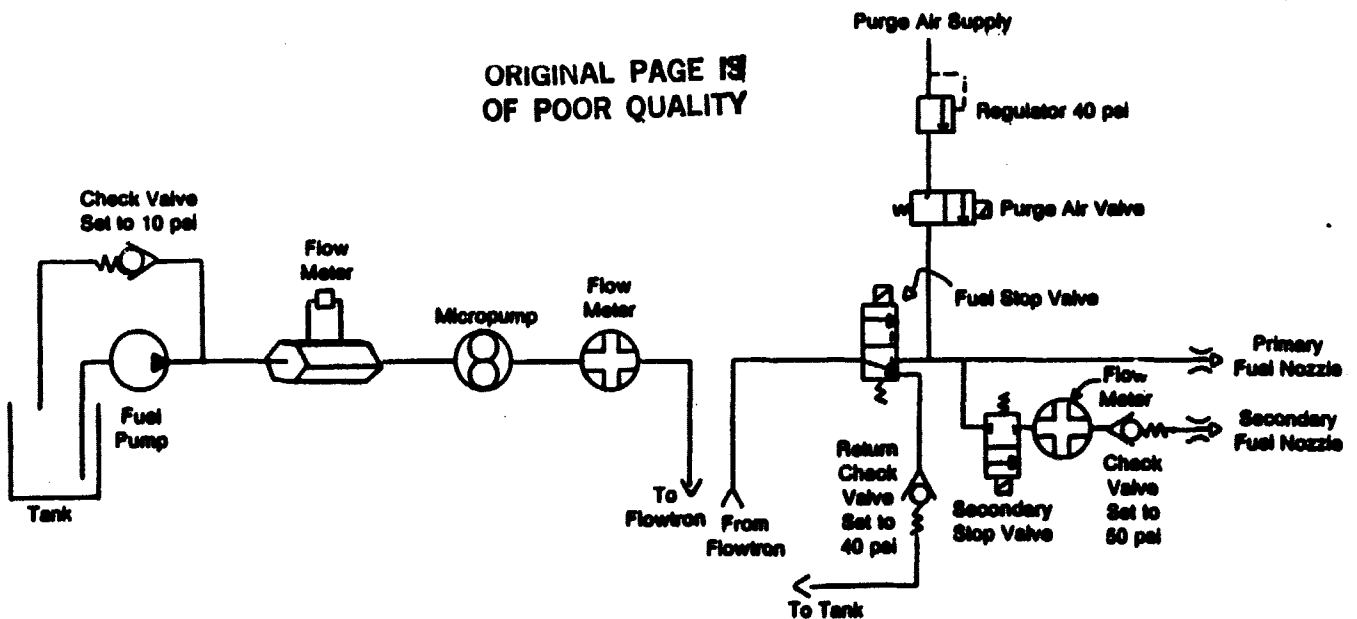 Purge Air Supply
ORIGINAL PAGE IS
OF POOR QUALITY
Regulator 40 psi
Check Valve
Set to 10 psi
Purge Air Valve
Flow
Meter
Micropump
Flow
Meter
Fuel Stop Valve
Primary
Fuel Nozzle
Fuel
Pump
Flow
Meter
Secondary
Fuel Nozzle
Return
Check
Valve
Set to
40 psi
Check
Valve
Set to
50 psi
Tank
To
Flowtron
From
Flowtron
Secondary
Stop Valve
To Tank